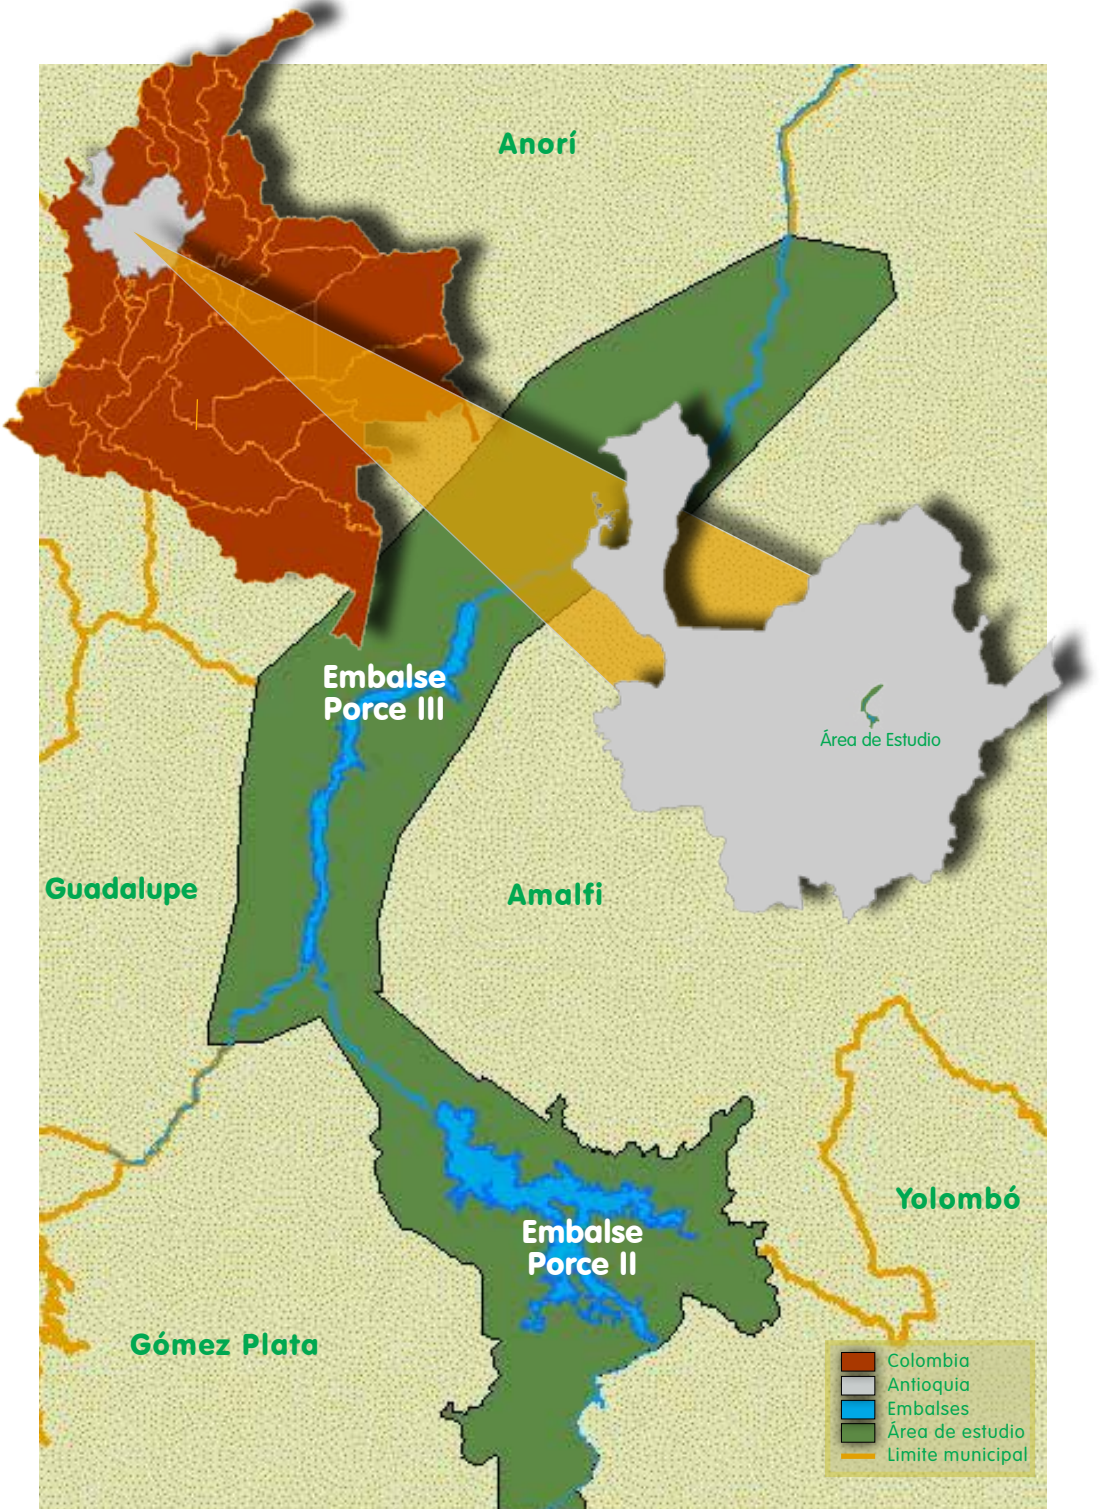 Anorí
Embalse
Porce III
Área de Estudio
Guadalupe
Amalfi
Yolombó
Embalse
Porce II
Gómez Plata
Colombia
Antioquia
Embalses
Área de estudio
Limite municipal